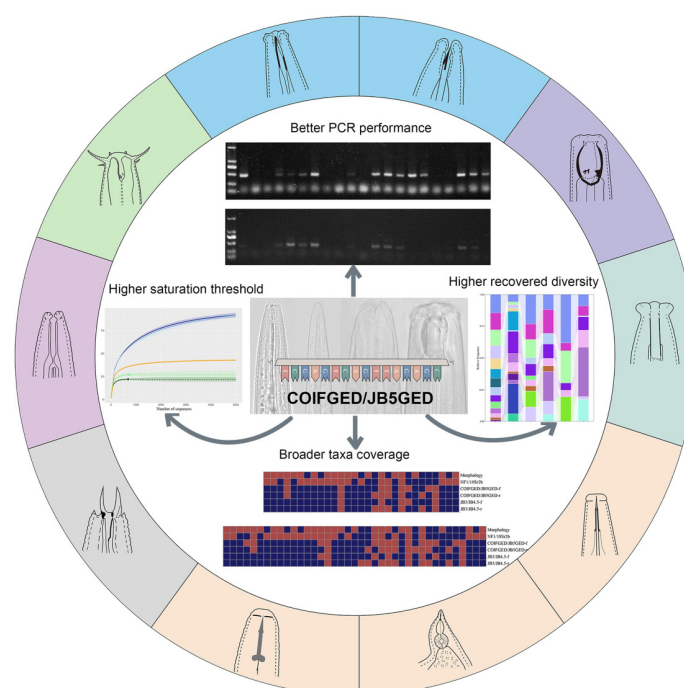 Better PCR performance
Higher saturation threshold
Higher recovered diversity
Number of sequences
COIFGED/JB5GED
Broader taxa coverage
Morphology
NF1/18Sr2b
COIFGED/JB5GED-f
COIFGED/JB5GED-r
JB3/JB4.5-f
JB3/JB4.5-r
Morphology
NF1/18Sr2b
COIFGED/JB5GED-f
COIFGED/JB5GED-r
JB3/JB4.5-f
JB3/JB4.5-r